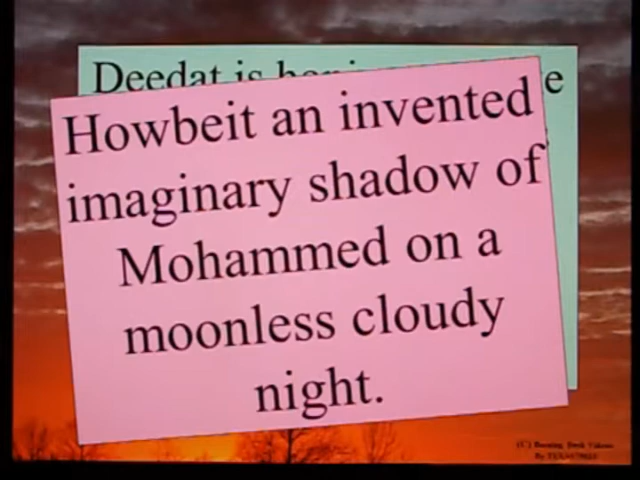 Deedat is
Howbeit an invented
imaginary shadow of
Mohammed on a
moonless cloudy
night.